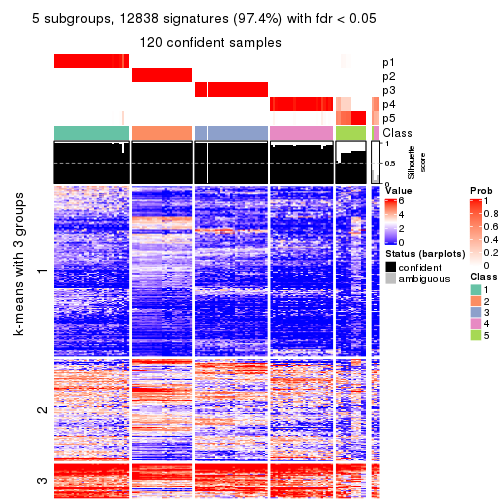 5 subgroups, 12838 signatures (97.4%) with fdr < 0.05
120 confident samples
p1
p2
p3
p4
p5
Class
1
0.5
0
Silhouette
score
k-means with 3 groups
1
2
3
Value
6
4
2
0
Status (barplots)
confident
ambiguous
Prob
1
0.8
0.6
0.4
0.2
0
Class
1
2
3
4
5